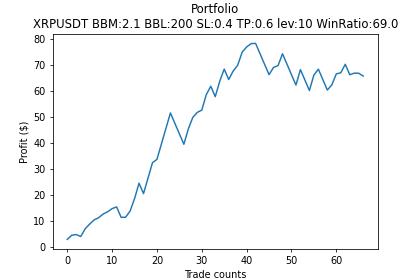 Portfolio
XRPUSDT BBM:2.1 BBL:200 SL:0.4 TP:0.6 lev:10 WinRatio:69.0
80
70
60
50
40
30
20
10
0
Profit ($)
0 10 20 30 40 50 60
Trade counts